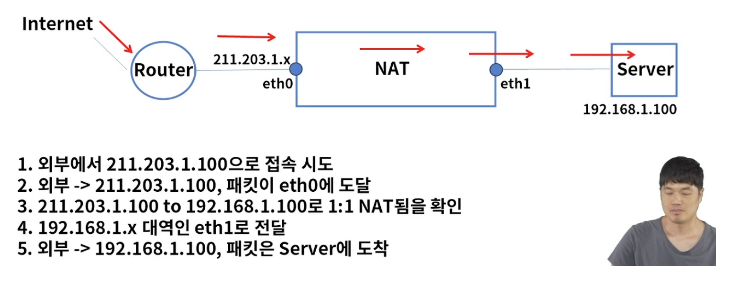 Internet
Router
211.203.1.x
eth0
NAT
eth1
Server
192.168.1.100
1. 외부에서 211.203.1.100으로 접속 시도
2. 외부 -> 211.203.1.100, 패킷이 eth0에 도달
3. 211.203.1.100 to 192.168.1.100로 1:1 NAT됨을 확인
4. 192.168.1.x 대역인 eth1로 전달
5. 외부 -> 192.168.1.100, 패킷은 Server에 도착